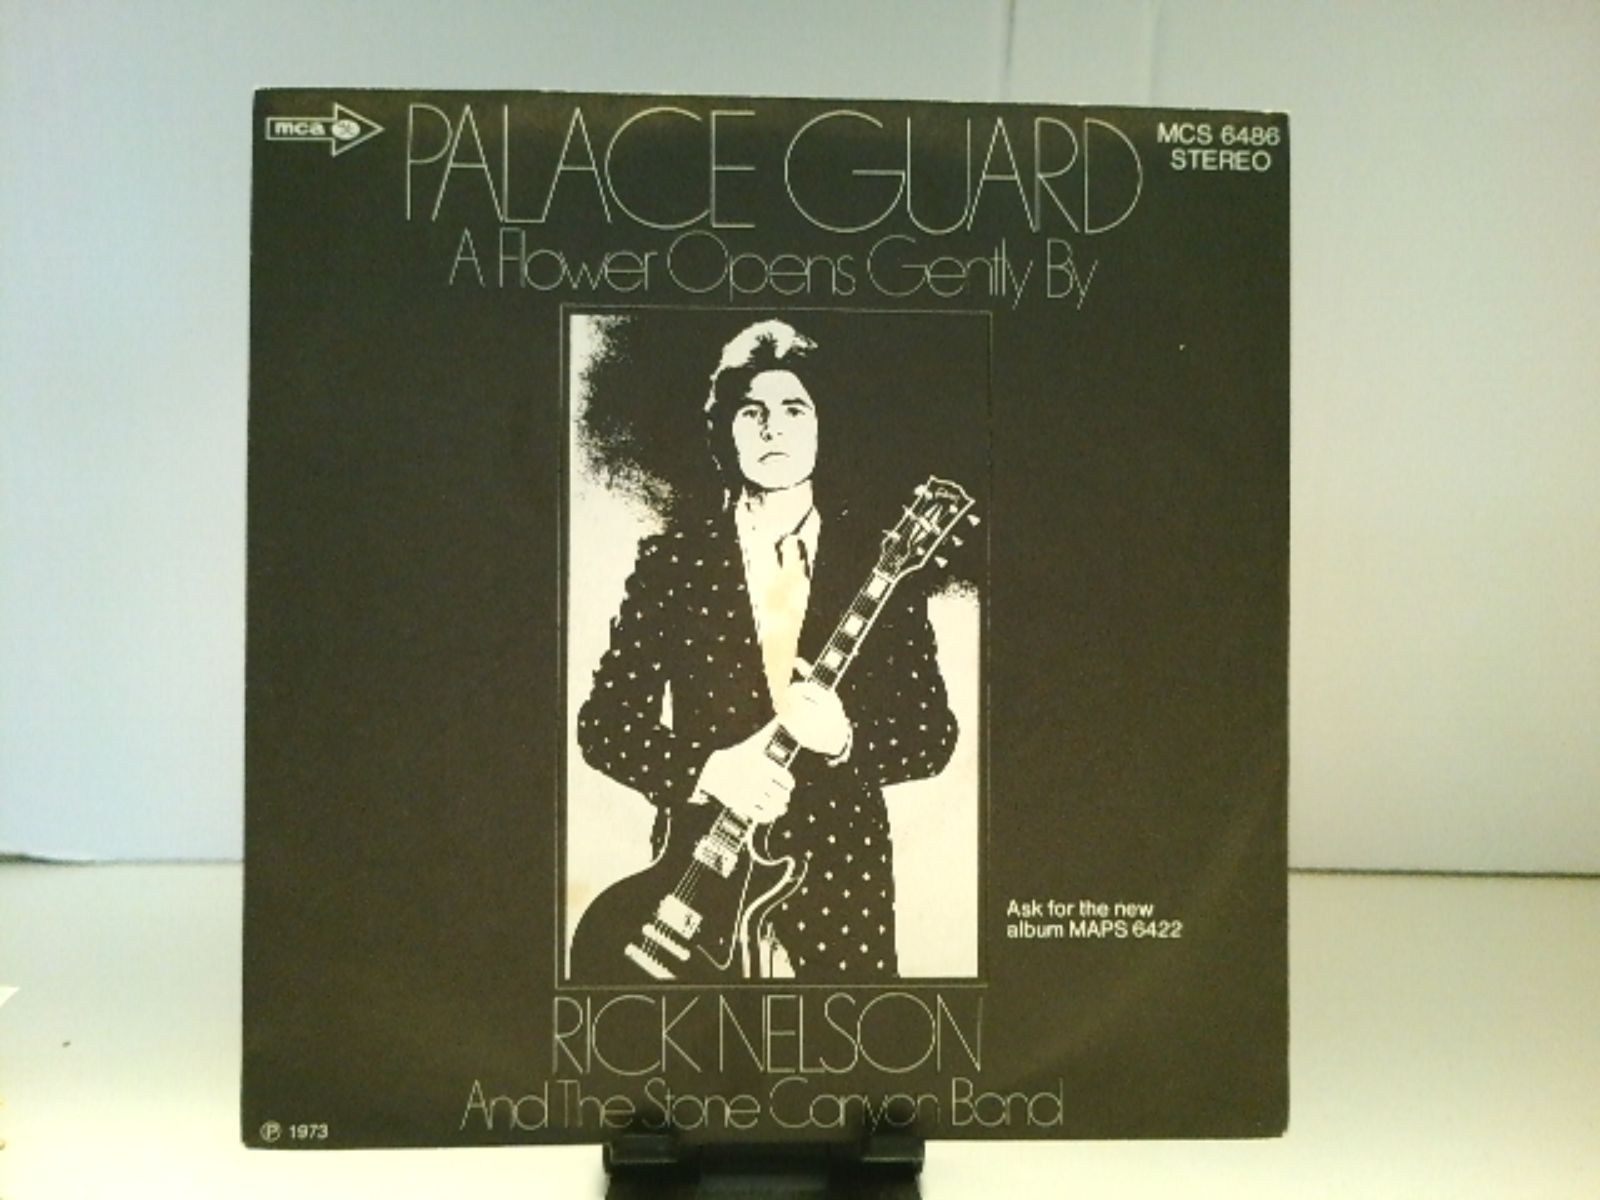 mca
PALACE GUARD
MCS 6486
STEREO
A Flower Opens Gently By
Ask for the new
album MAPS 6422
RICK NELSON
And The Stone Canyon Band
℗ 1973